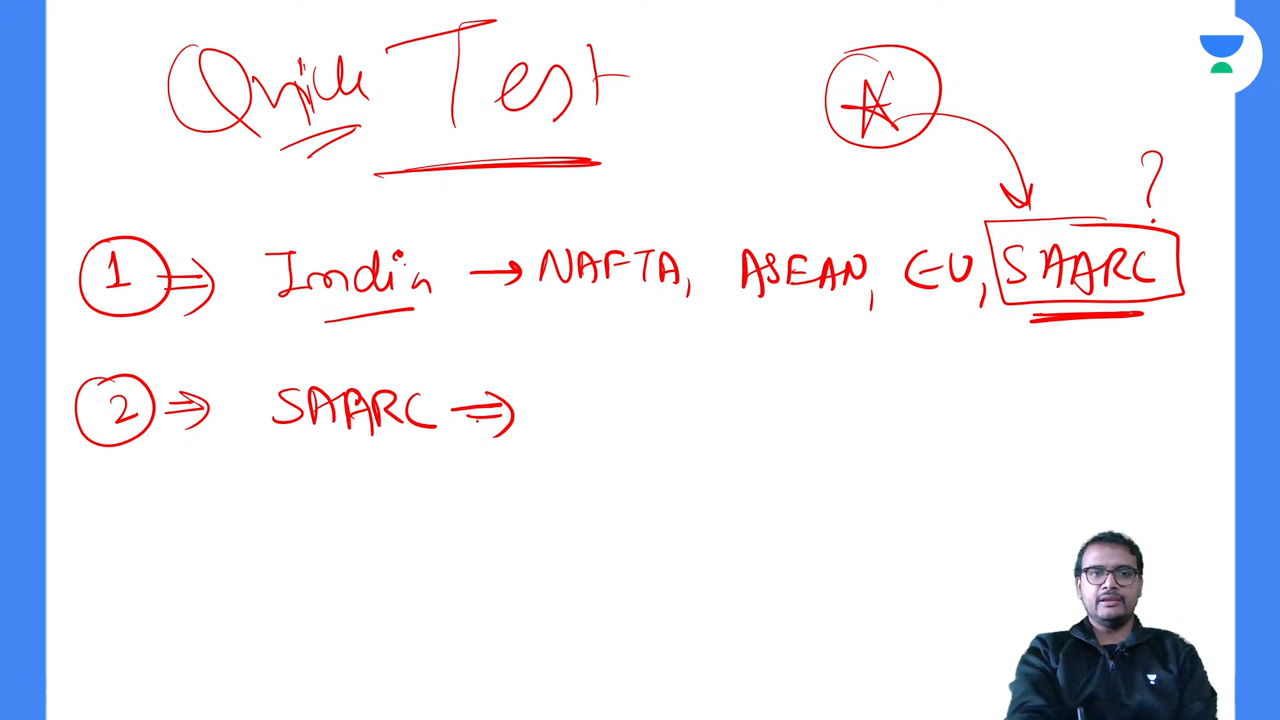 Quick Test
?
1 ⇒ India → NAFTA, ASEAN, EU, SAARC
2 ⇒ SAARC ⇒